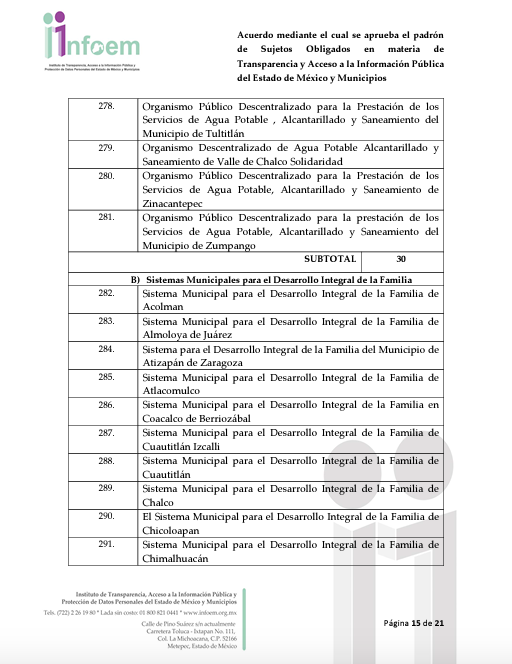 infoem
Instituto de Transparencia, Acceso a la Información Pública y
Protección de Datos Personales del Estado de México y Municipios
Acuerdo mediante el cual se aprueba el padrón
de Sujetos Obligados en materia de
Transparencia y Acceso a la Información Pública
del Estado de México y Municipios
278. Organismo Público Descentralizado para la Prestación de los
Servicios de Agua Potable , Alcantarillado y Saneamiento del
Municipio de Tultitlán
279. Organismo Descentralizado de Agua Potable Alcantarillado y
Saneamiento de Valle de Chalco Solidaridad
280. Organismo Público Descentralizado para la Prestación de los
Servicios de Agua Potable, Alcantarillado y Saneamiento de
Zinacantepec
281. Organismo Público Descentralizado para la prestación de los
Servicios de Agua Potable, Alcantarillado y Saneamiento del
Municipio de Zumpango
SUBTOTAL 30
B) Sistemas Municipales para el Desarrollo Integral de la Familia
282. Sistema Municipal para el Desarrollo Integral de la Familia de
Acolman
283. Sistema Municipal para el Desarrollo Integral de la Familia de
Almoloya de Juárez
284. Sistema para el Desarrollo Integral de la Familia del Municipio de
Atizapán de Zaragoza
285. Sistema Municipal para el Desarrollo Integral de la Familia de
Atlacomulco
286. Sistema Municipal para el Desarrollo Integral de la Familia en
Coacalco de Berriozábal
287. Sistema Municipal para el Desarrollo Integral de la Familia de
Cuautitlán Izcalli
288. Sistema Municipal para el Desarrollo Integral de la Familia de
Cuautitlán
289. Sistema Municipal para el Desarrollo Integral de la Familia de
Chalco
290. El Sistema Municipal para el Desarrollo Integral de la Familia de
Chicoloapan
291. Sistema Municipal para el Desarrollo Integral de la Familia de
Chimalhuacán
Instituto de Transparencia, Acceso a la Información Pública y
Protección de Datos Personales del Estado de México y Municipios
Tels. (722) 2 26 19 80 * Lada sin costo: 01 800 821 0441 * www.infoem.org.mx
Calle de Pino Suárez s/n actualmente
Carretera Toluca - Ixtapan No. 111,
Col. La Michoacana, C.P. 52166
Metepec, Estado de México
Página 15 de 21